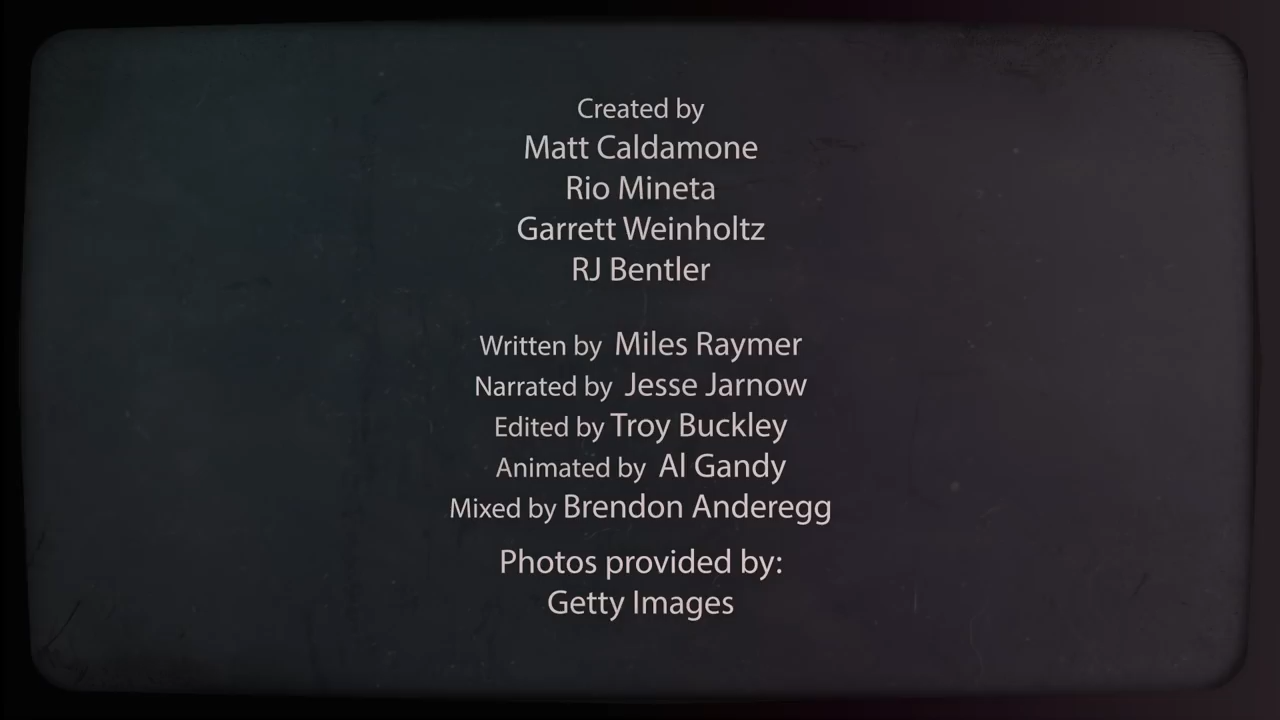 Created by
Matt Caldamone
Rio Mineta
Garrett Weinholtz
RJ Bentler
Written by Miles Raymer
Narrated by Jesse Jarnow
Edited by Troy Buckley
Animated by Al Gandy
Mixed by Brendon Anderegg
Photos provided by:
Getty Images